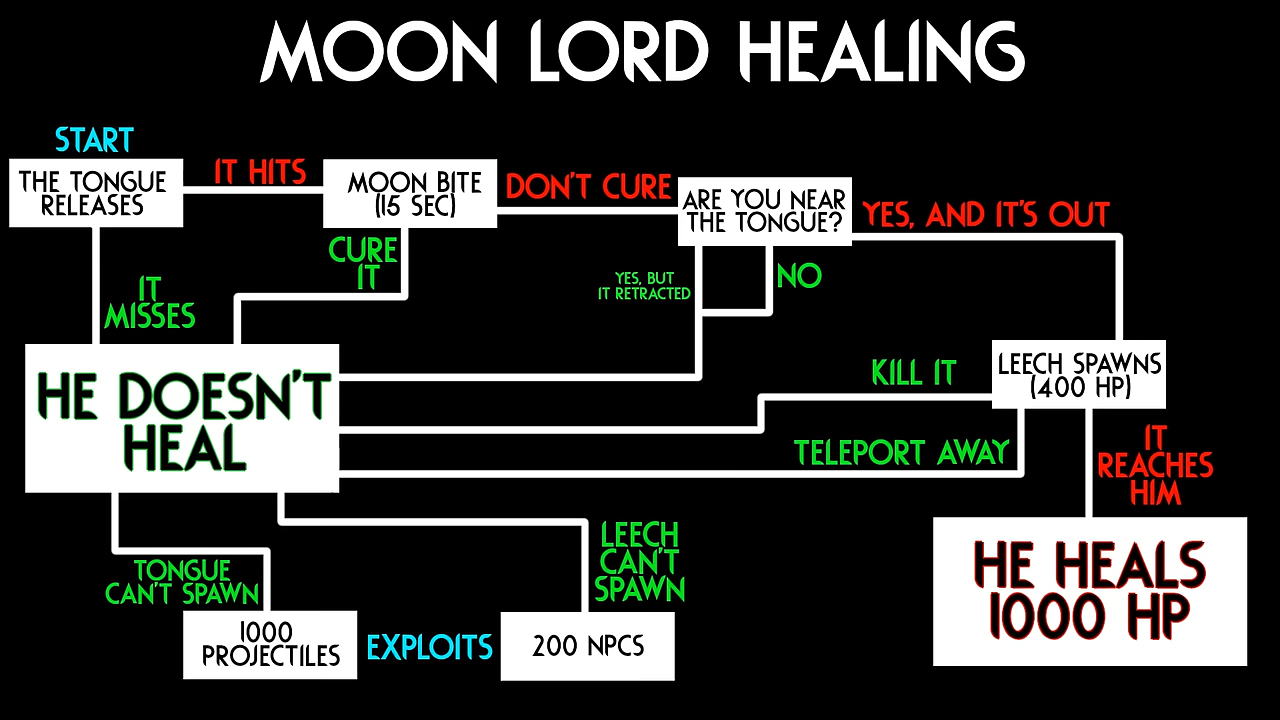 MOON LORD HEALING
START
THE TONGUE
RELEASES
IT HITS
MOON BITE
(15 SEC)
DON'T CURE
ARE YOU NEAR
THE TONGUE?
YES, AND IT'S OUT
IT
MISSES
CURE
IT
YES, BUT
IT RETRACTED
NO
HE DOESN'T
HEAL
KILL IT
LEECH SPAWNS
(400 HP)
TELEPORT AWAY
IT
REACHES
HIM
HE HEALS
1000 HP
TONGUE
CAN'T SPAWN
LEECH
CAN'T
SPAWN
1000
PROJECTILES
EXPLOITS
200 NPCS